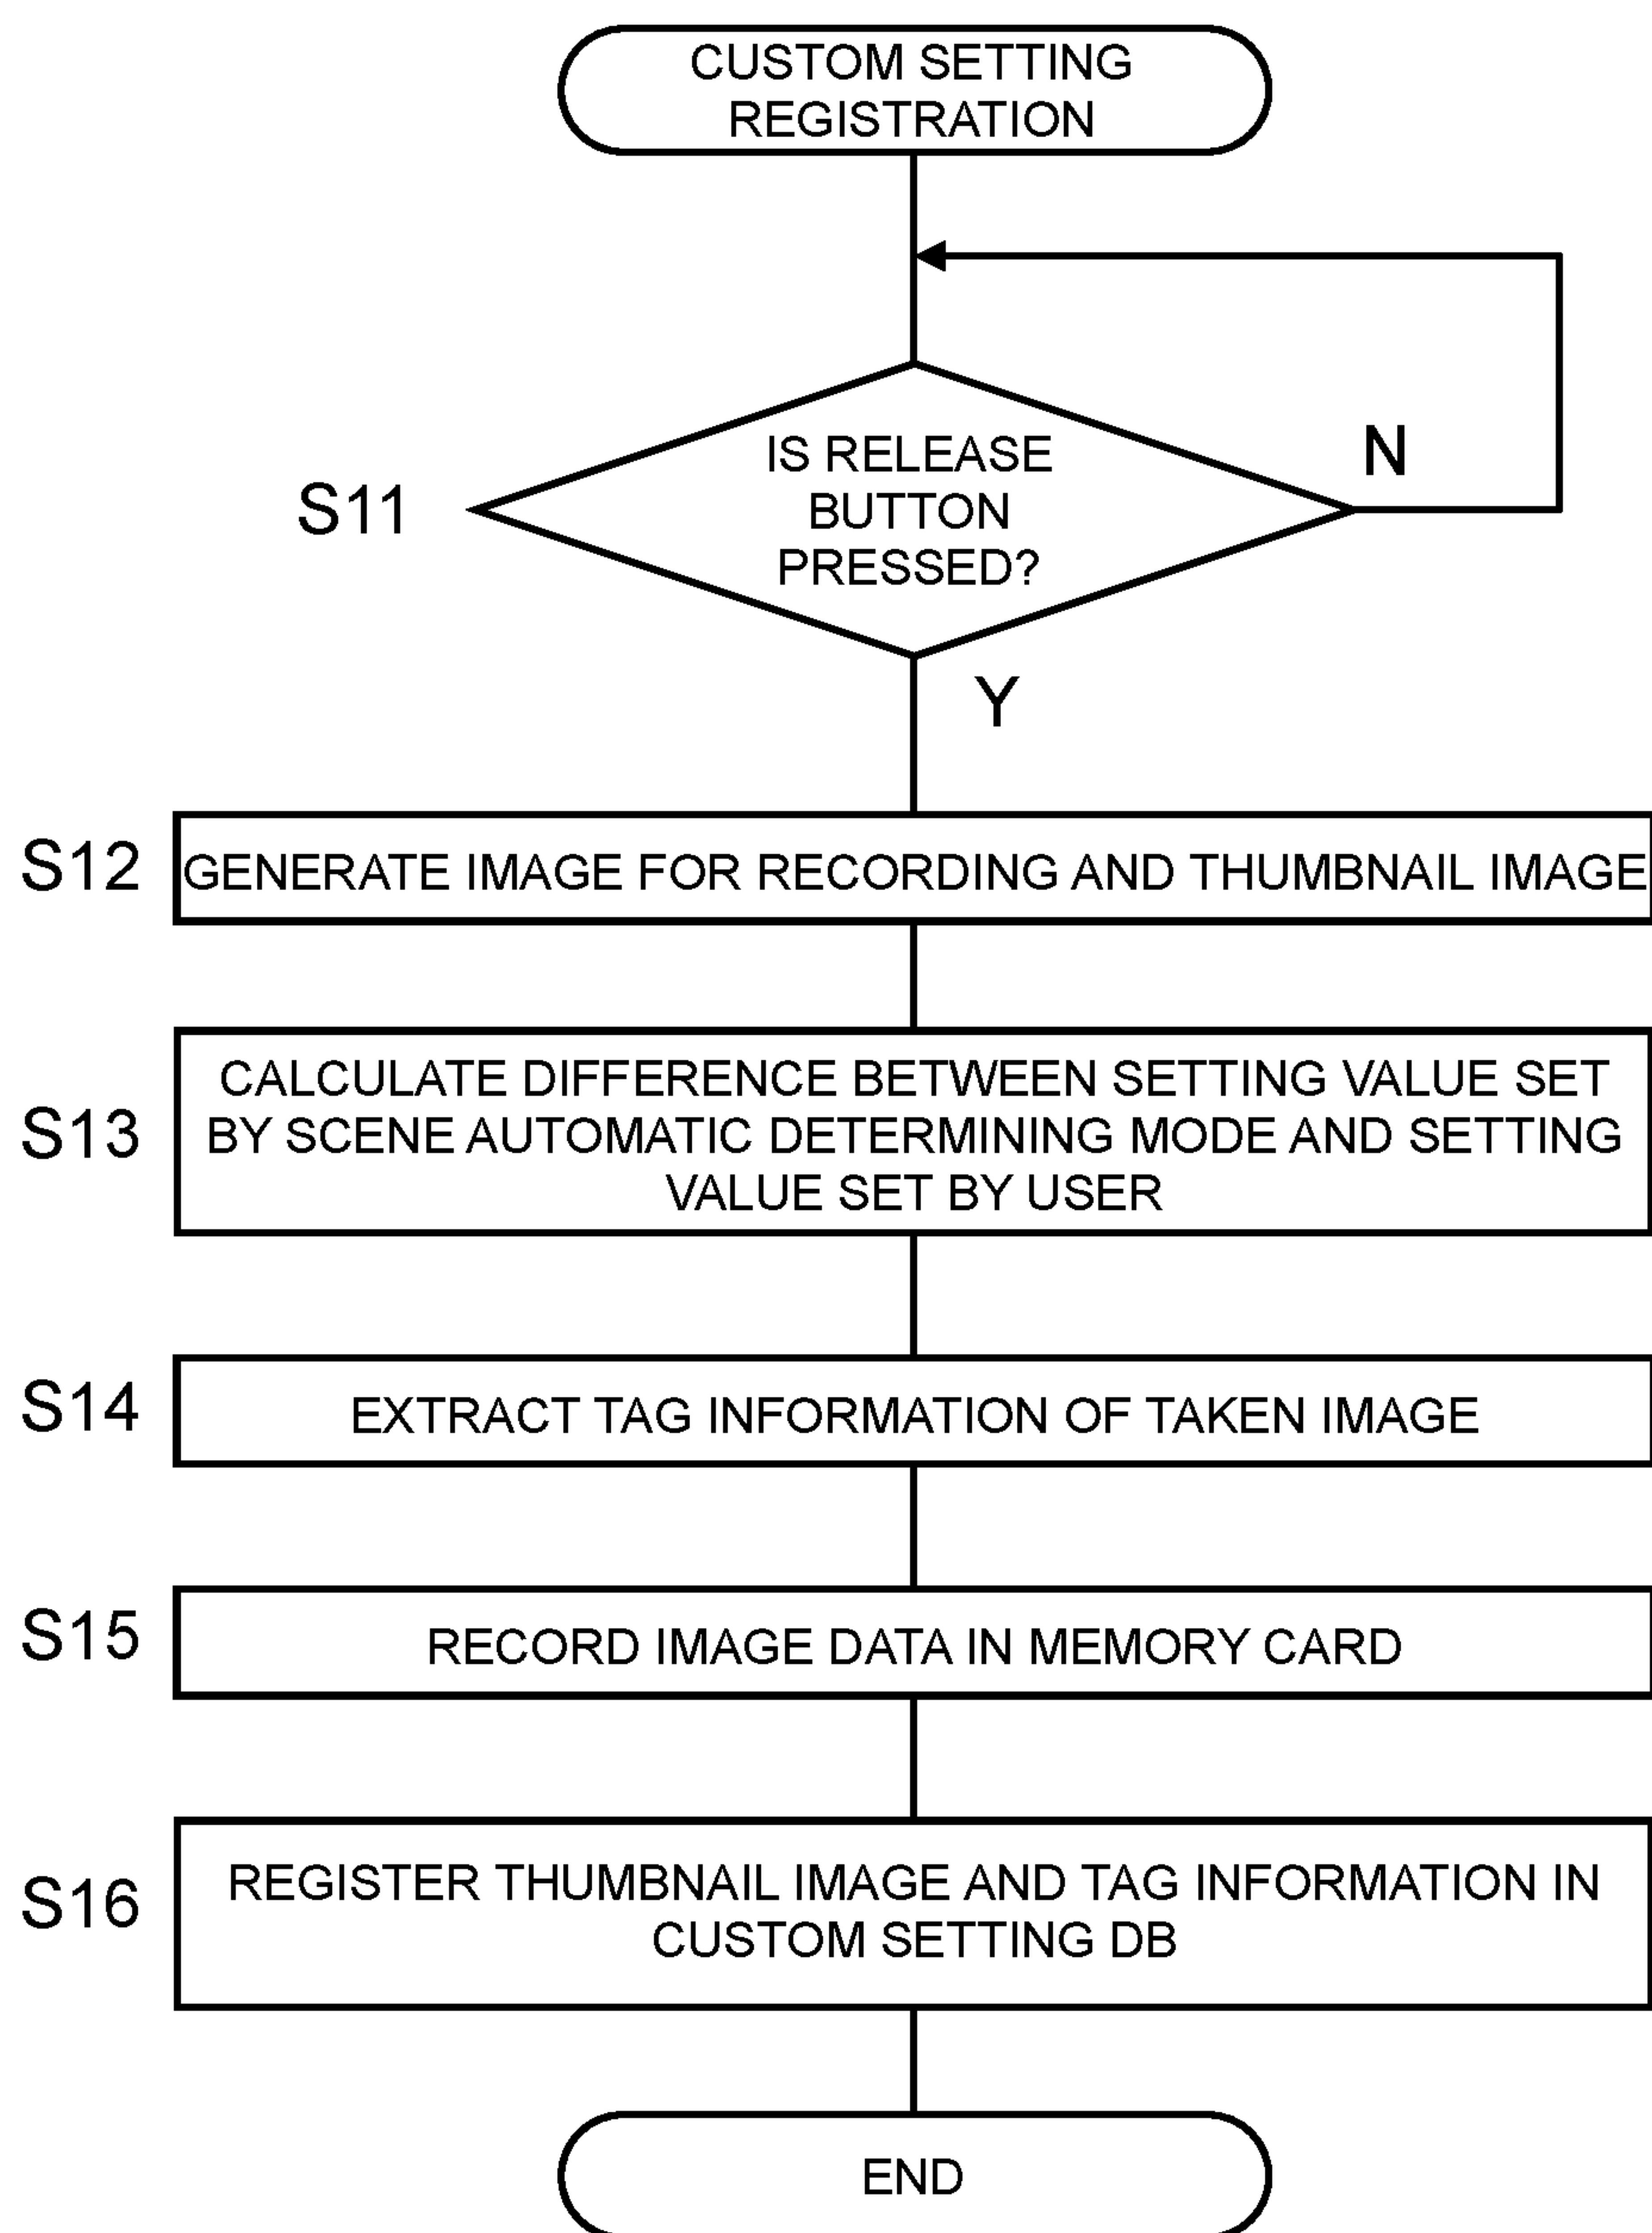 CUSTOM SETTING
REGISTRATION
IS RELEASE
BUTTON
PRESSED?
N
S11
Y
S12
GENERATE IMAGE FOR RECORDING AND THUMBNAIL IMAGE
S13
CALCULATE DIFFERENCE BETWEEN SETTING VALUE SET
BY SCENE AUTOMATIC DETERMINING MODE AND SETTING
VALUE SET BY USER
S14
EXTRACT TAG INFORMATION OF TAKEN IMAGE
S15
RECORD IMAGE DATA IN MEMORY CARD
S16
REGISTER THUMBNAIL IMAGE AND TAG INFORMATION IN
CUSTOM SETTING DB
END